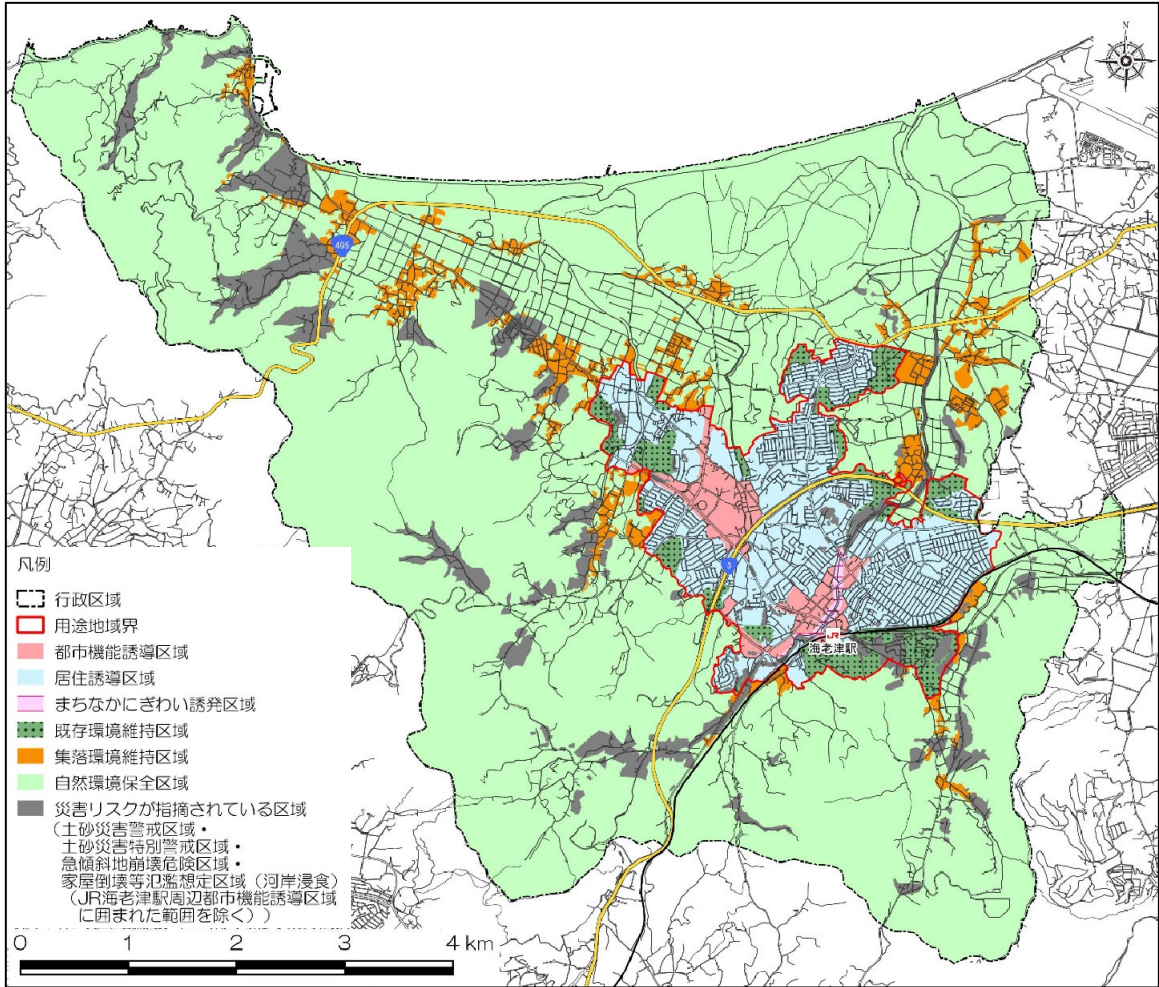 N
495
3
JR
海老津駅
凡例
行政区域
用途地域界
都市機能誘導区域
居住誘導区域
まちなかにぎわい誘発区域
既存環境維持区域
集落環境維持区域
自然環境保全区域
災害リスクが指摘されている区域
（土砂災害警戒区域・
土砂災害特別警戒区域・
急傾斜地崩壊危険区域・
家屋倒壊等氾濫想定区域（河岸浸食）
（JR海老津駅周辺都市機能誘導区域
に囲まれた範囲を除く））
0 1 2 3 4 km